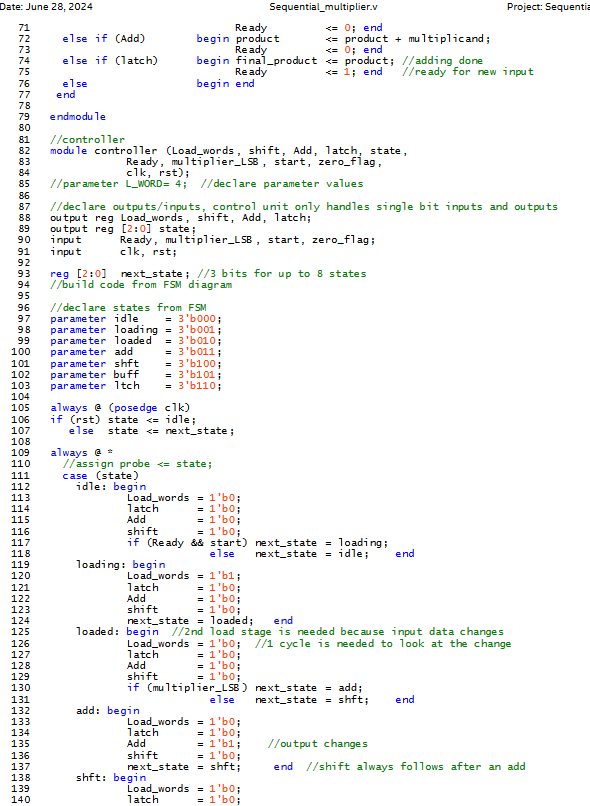 Date: June 28, 2024 Sequential_multiplier.v Project: Sequentia
71 Ready <= 0; end
72 else if (Add) begin product <= product + multiplicand;
73 Ready <= 0; end
74 else if (latch) begin final_product <= product; //adding done
75 Ready <= 1; end //ready for new input
76 else begin end
77 end
78
79 endmodule
80
81 //controller
82 module controller (Load_words, shift, Add, latch, state,
83 Ready, multiplier_LSB, start, zero_flag,
84 clk, rst);
85 //parameter L_WORD= 4; //declare parameter values
86
87 //declare outputs/inputs, control unit only handles single bit inputs and outputs
88 output reg Load_words, shift, Add, latch;
89 output reg [2:0] state;
90 input Ready, multiplier_LSB, start, zero_flag;
91 input clk, rst;
92
93 reg [2:0] next_state; //3 bits for up to 8 states
94 //build code from FSM diagram
95
96 //declare states from FSM
97 parameter idle = 3'b000;
98 parameter loading = 3'b001;
99 parameter loaded = 3'b010;
100 parameter add = 3'b011;
101 parameter shft = 3'b100;
102 parameter buff = 3'b101;
103 parameter ltch = 3'b110;
104
105 always @ (posedge clk)
106 if (rst) state <= idle;
107 else state <= next_state;
108
109 always @ *
110 //assign probe <= state;
111 case (state)
112 idle: begin
113 Load_words = 1'b0;
114 latch = 1'b0;
115 Add = 1'b0;
116 shift = 1'b0;
117 if (Ready && start) next_state = loading;
118 else next_state = idle; end
119 loading: begin
120 Load_words = 1'b1;
121 latch = 1'b0;
122 Add = 1'b0;
123 shift = 1'b0;
124 next_state = loaded; end
125 loaded: begin //2nd load stage is needed because input data changes
126 Load_words = 1'b0; //1 cycle is needed to look at the change
127 latch = 1'b0;
128 Add = 1'b0;
129 shift = 1'b0;
130 if (multiplier_LSB) next_state = add;
131 else next_state = shft; end
132 add: begin
133 Load_words = 1'b0;
134 latch = 1'b0;
135 Add = 1'b1; //output changes
136 shift = 1'b0;
137 next_state = shft; end //shift always follows after an add
138 shft: begin
139 Load_words = 1'b0;
140 latch = 1'b0;